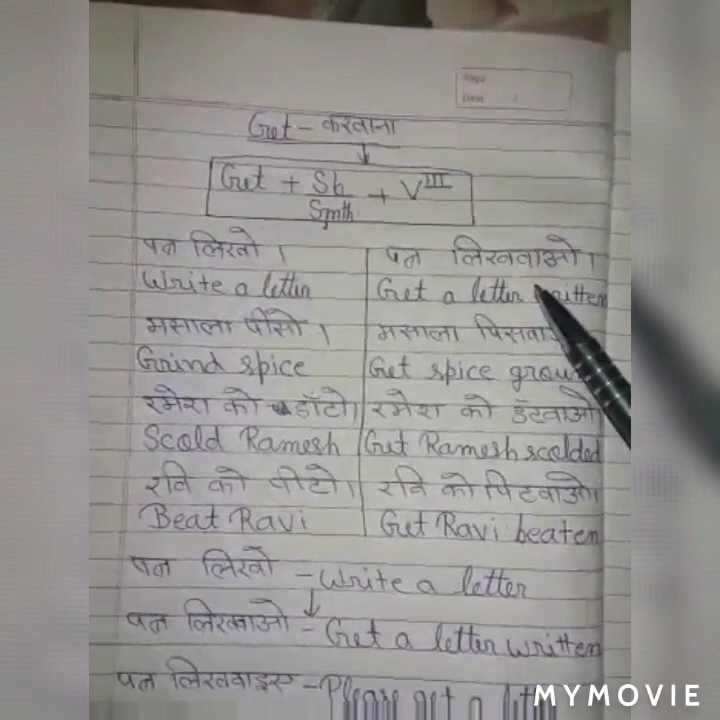 Get - करवाना
Get + Sb + V III
Smth
पत्र लिखो । पत्र लिखवाओ ।
Write a letter Get a letter written
मसाला पीसो । मसाला
Grind spice Get spice
रमेश को डाँटो । रमेश को डँटवाओ
Scold Ramesh Get Ramesh scolded
रवि को पीटो । रवि को पिटवाओ ।
Beat Ravi Get Ravi beaten
पत्र लिखो - Write a letter
पत्र लिखवाओ - Get a letter written
पत्र लिखवाइए - Please get a
MYMOVIE